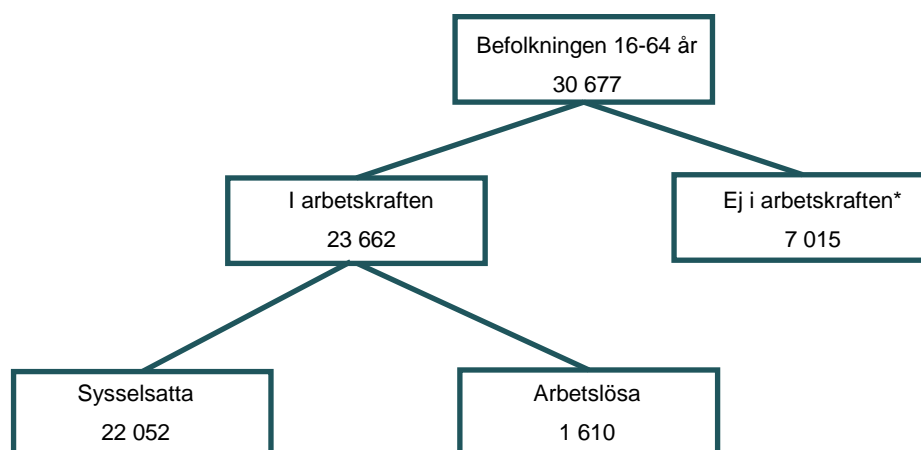 Befolkningen 16-64 år
30 677
I arbetskraften
23 662
Ej i arbetskraften*
7 015
Sysselsatta
22 052
Arbetslösa
1 610